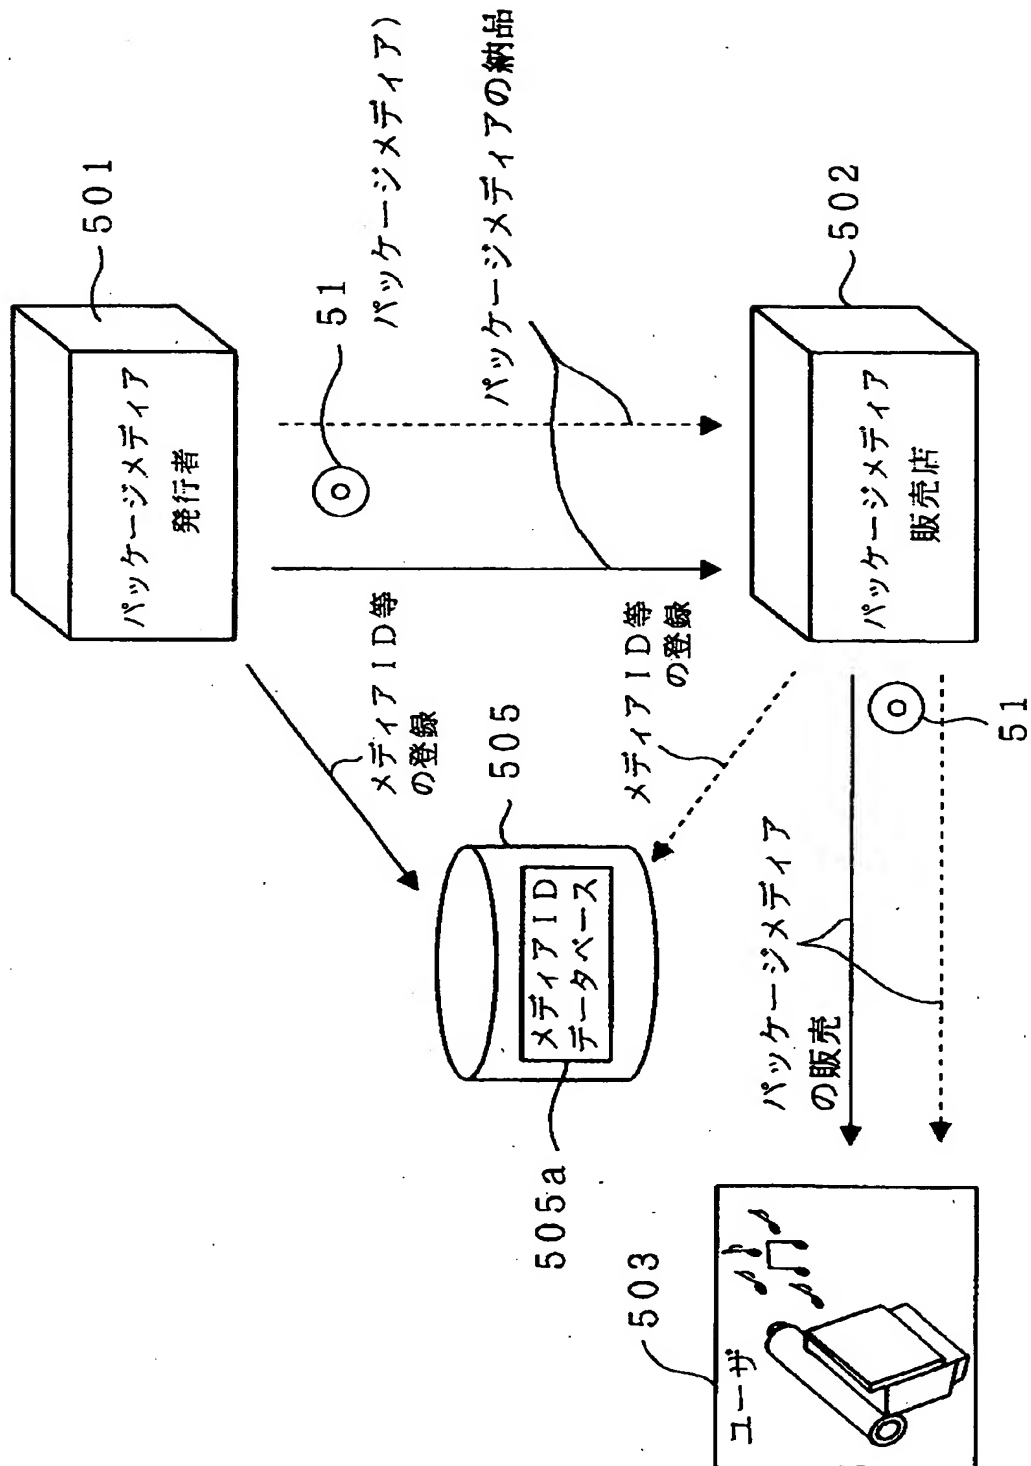 パッケージメディア
発行者
501
51
パッケージメディア)
パッケージメディアの納品
メディアID等
の登録
505
メディアID
データベース
505a
メディアID等
の登録
パッケージメディア
販売店
502
51
パッケージメディア
の販売
503
ユーザ